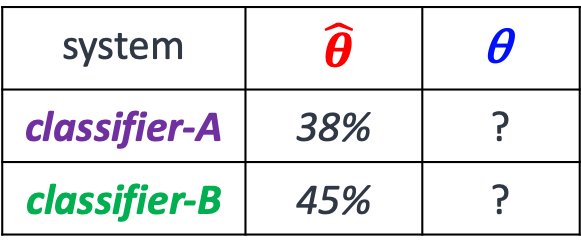 system θ̂ θ
classifier-A 38% ?
classifier-B 45% ?